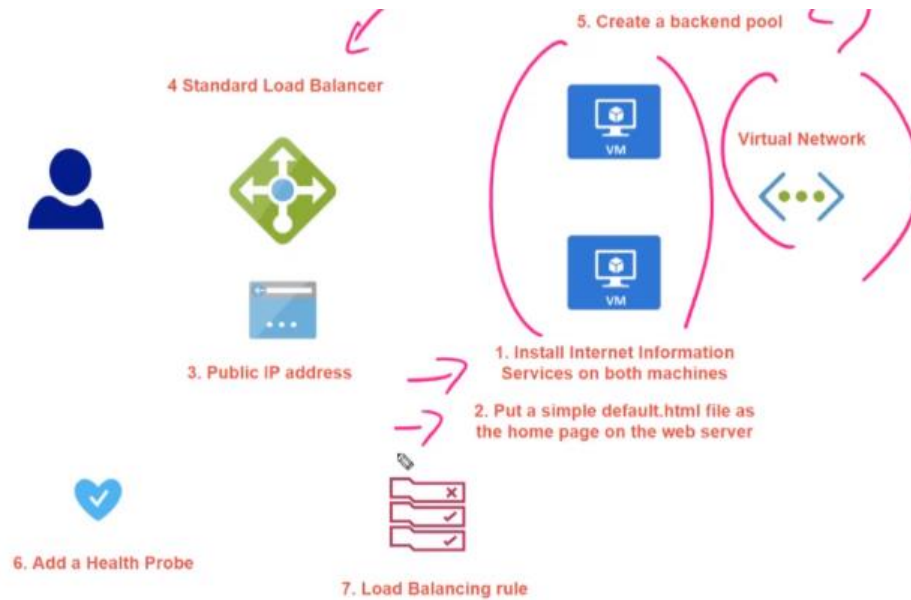 5. Create a backend pool
4 Standard Load Balancer
VM
Virtual Network
VM
3. Public IP address
1. Install Internet Information
Services on both machines
2. Put a simple default.html file as
the home page on the web server
6. Add a Health Probe
7. Load Balancing rule